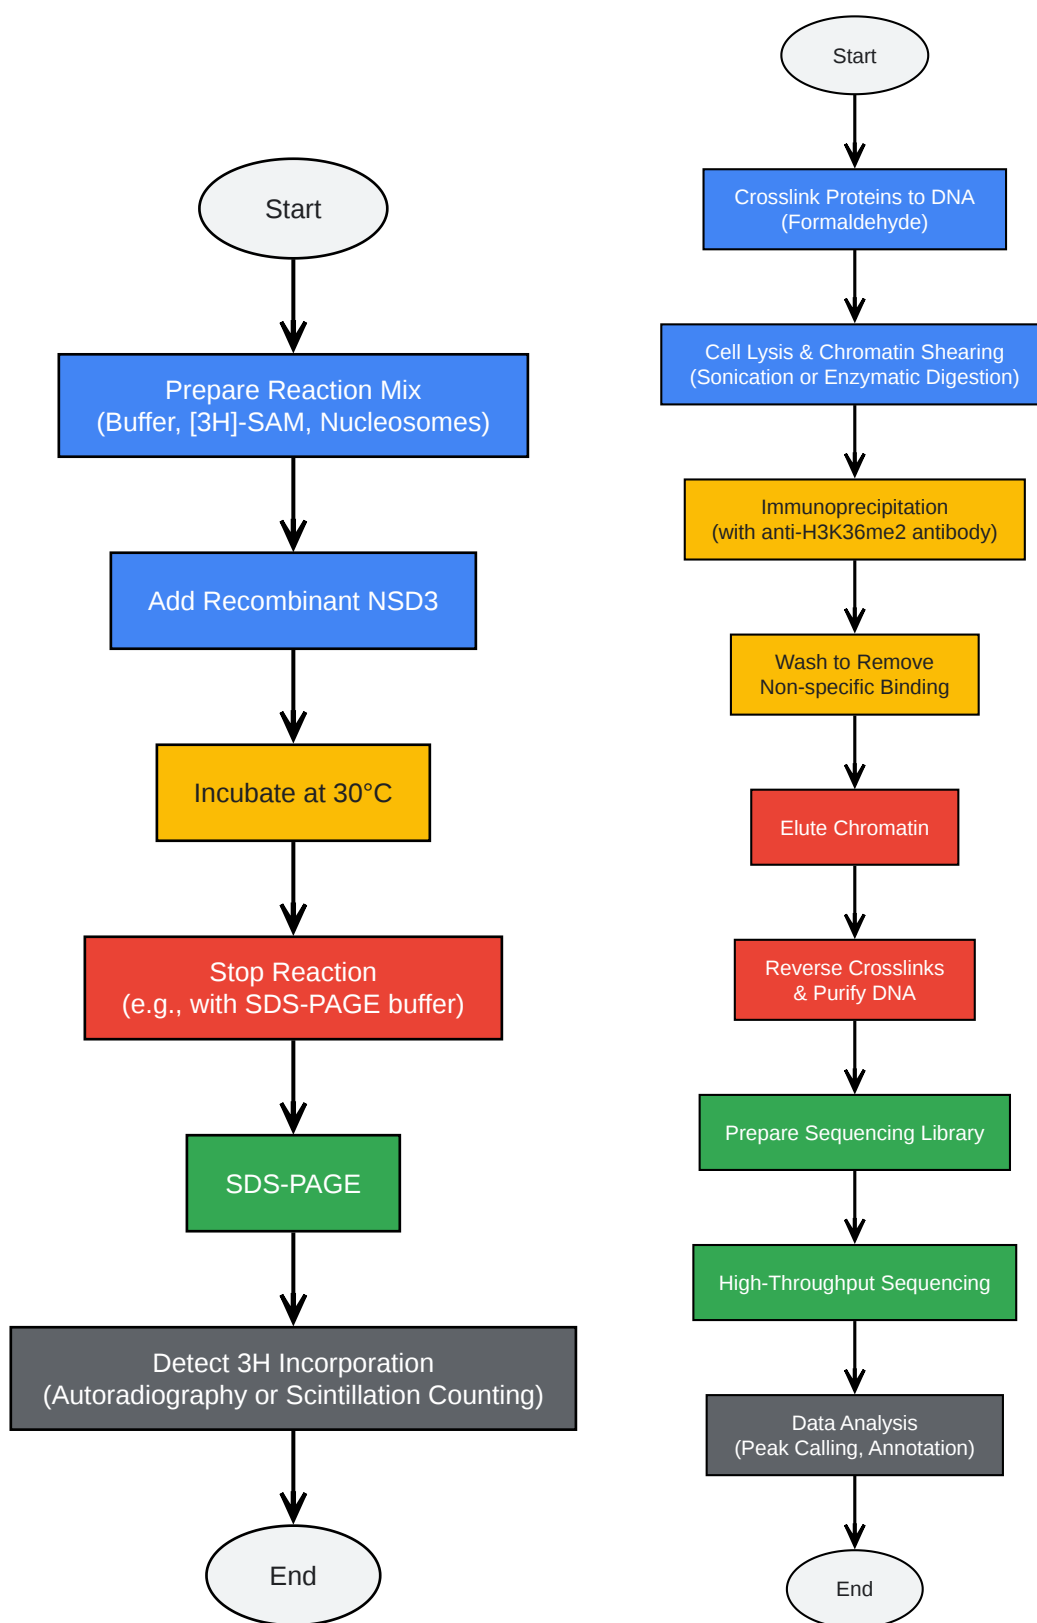 Start
Prepare Reaction Mix
(Buffer, [3H]-SAM, Nucleosomes)
Add Recombinant NSD3
Incubate at 30°C
Stop Reaction
(e.g., with SDS-PAGE buffer)
SDS-PAGE
Detect 3H Incorporation
(Autoradiography or Scintillation Counting)
End
Start
Crosslink Proteins to DNA
(Formaldehyde)
Cell Lysis & Chromatin Shearing
(Sonication or Enzymatic Digestion)
Immunoprecipitation
(with anti-H3K36me2 antibody)
Wash to Remove
Non-specific Binding
Elute Chromatin
Reverse Crosslinks
& Purify DNA
Prepare Sequencing Library
High-Throughput Sequencing
Data Analysis
(Peak Calling, Annotation)
End